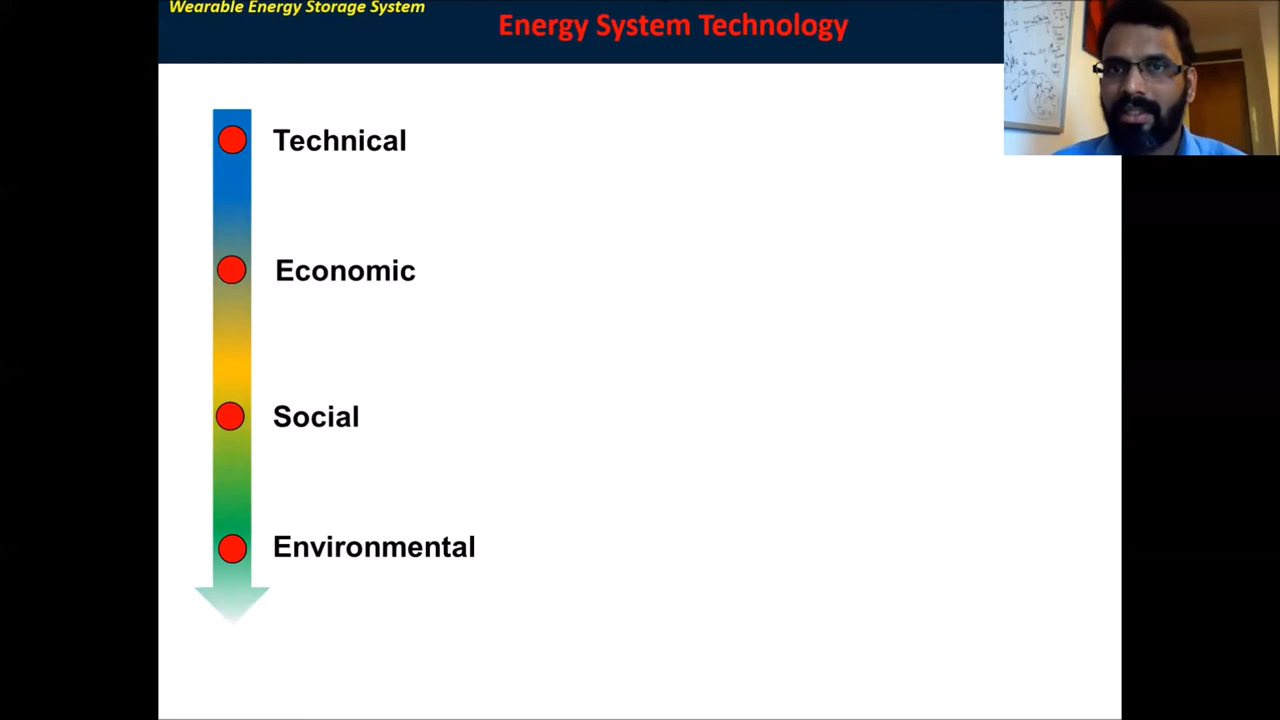 Wearable Energy Storage System
Energy System Technology
Technical
Economic
Social
Environmental